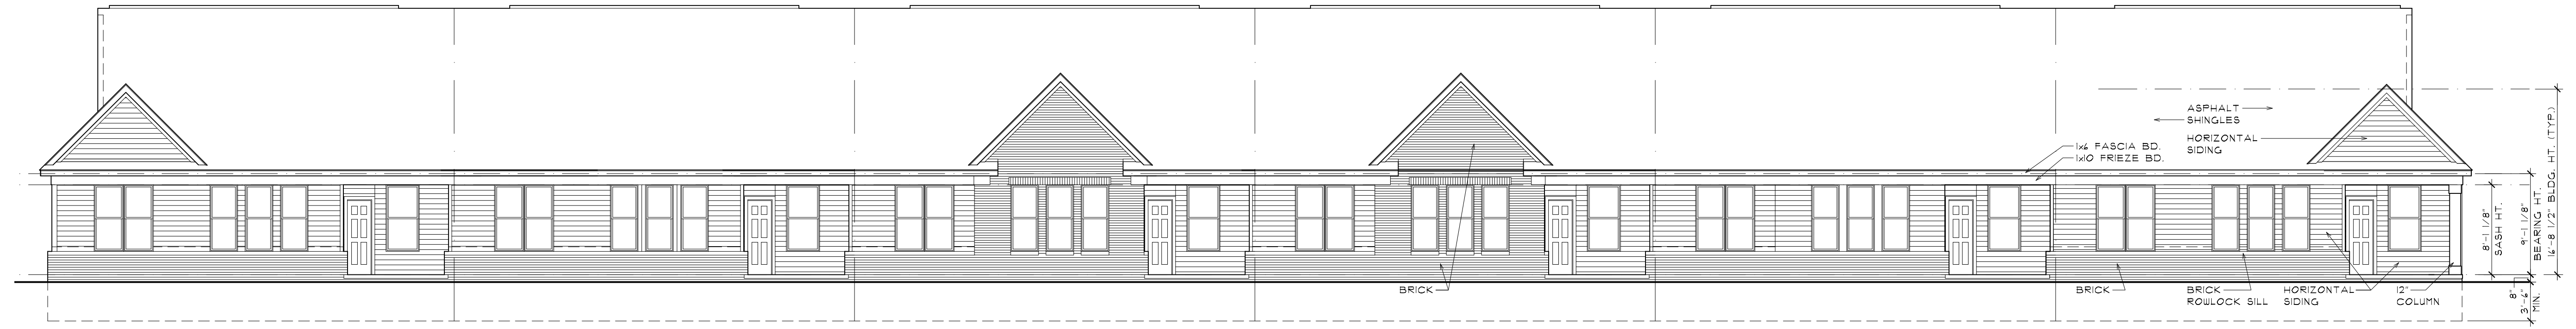 ASPHALT
SHINGLES
HORIZONTAL
SIDING
1x6 FASCIA BD.
1x10 FRIEZE BD.
8'-1 1/8"
SASH HT.
9'-1 1/8"
BEARING HT.
16'-8 1/2" BLDG. HT. (TYP.)
BRICK
BRICK
BRICK
ROWLOCK SILL
HORIZONTAL
SIDING
12"
COLUMN
8"
3'-6"
MIN.